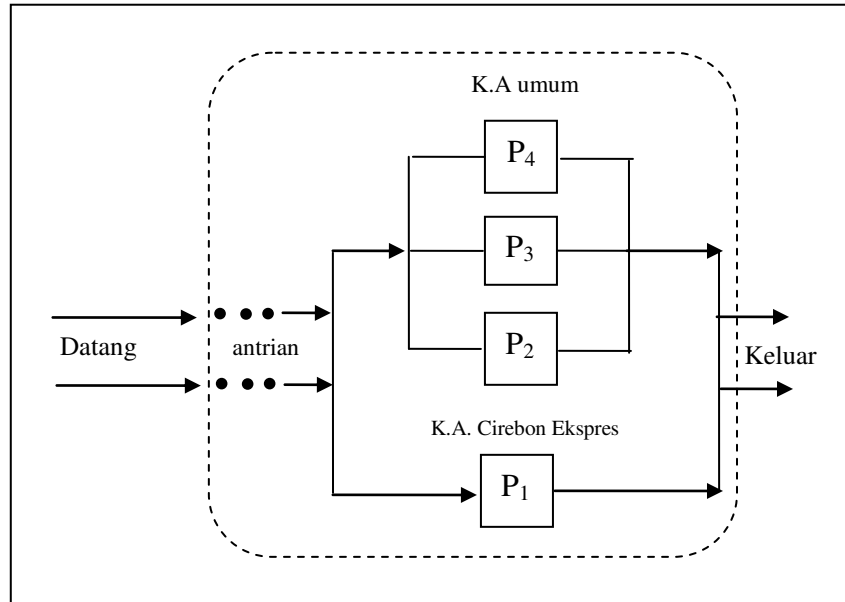 K.A umum
P4
P3
P2
Datang
antrian
Keluar
K.A. Cirebon Ekspres
P1